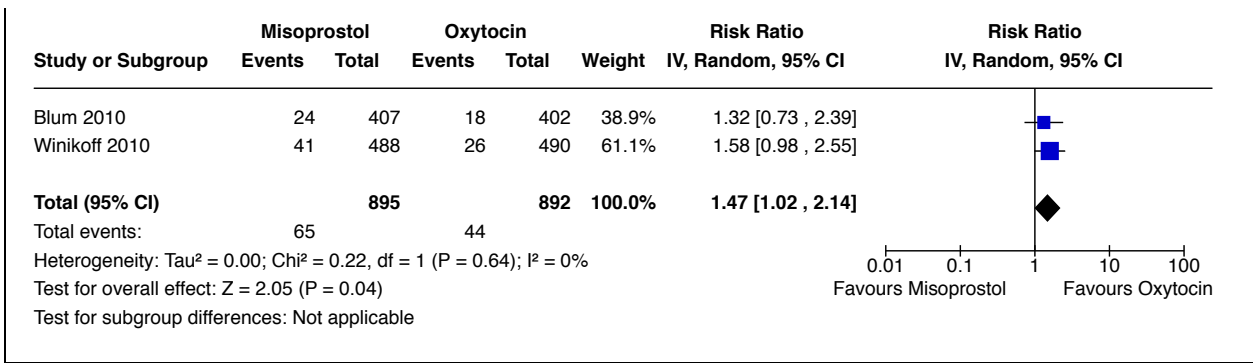 Misoprostol Oxytocin Risk Ratio Risk Ratio
Study or Subgroup Events Total Events Total Weight IV, Random, 95% CI IV, Random, 95% CI
Blum 2010 24 407 18 402 38.9% 1.32 [0.73 , 2.39]
Winikoff 2010 41 488 26 490 61.1% 1.58 [0.98 , 2.55]
Total (95% CI) 895 892 100.0% 1.47 [1.02 , 2.14]
Total events: 65 44
Heterogeneity: Tau² = 0.00; Chi² = 0.22, df = 1 (P = 0.64); I² = 0%
0.01 0.1 1 10 100
Test for overall effect: Z = 2.05 (P = 0.04) Favours Misoprostol Favours Oxytocin
Test for subgroup differences: Not applicable